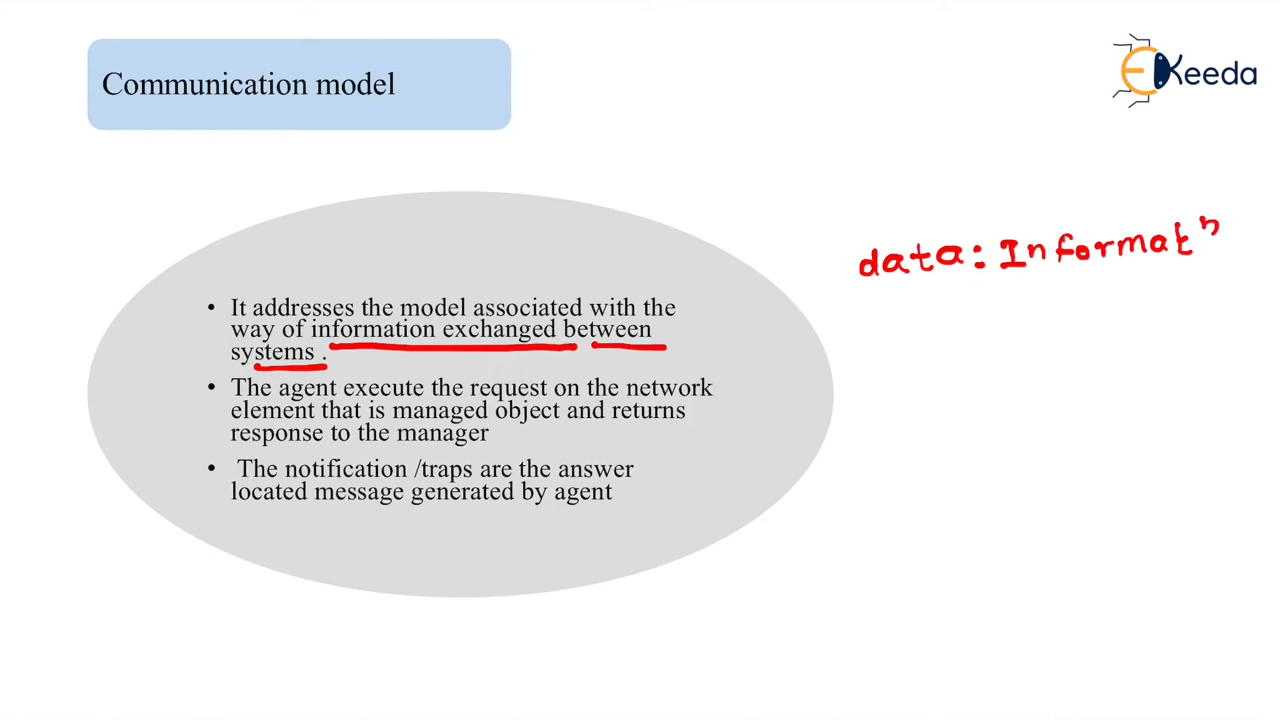 Communication model
EKeeda
data: Informatn
• It addresses the model associated with the
way of information exchanged between
systems .
• The agent execute the request on the network
element that is managed object and returns
response to the manager
• The notification /traps are the answer
located message generated by agent